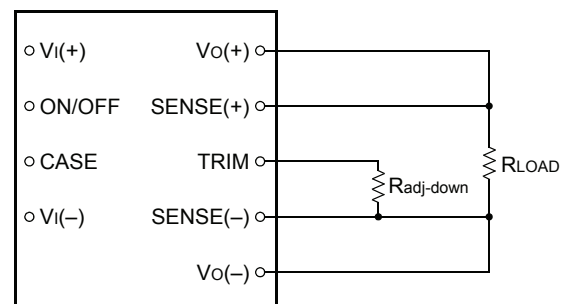 VI(+) VO(+)
ON/OFF SENSE(+)
CASE TRIM
RLOAD
Radj-down
VI(–) SENSE(–)
VO(–)